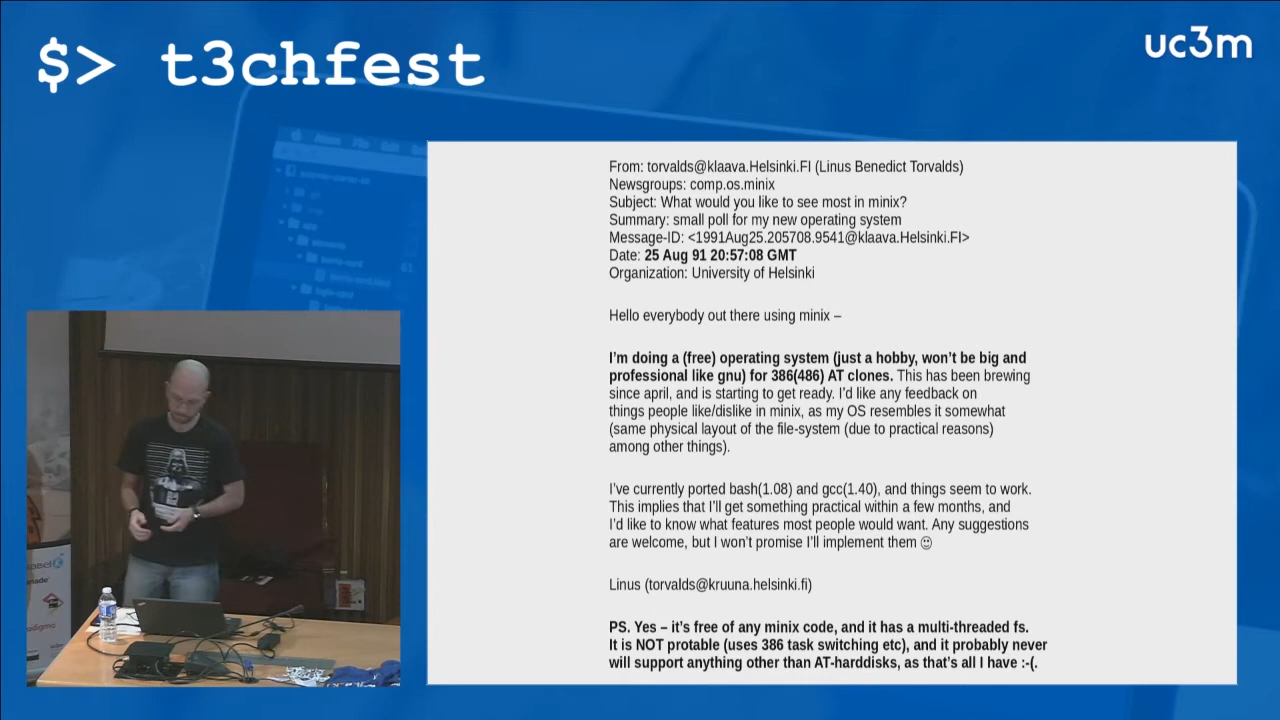 $> t3chfest
uc3m
From: torvalds@klaava.Helsinki.FI (Linus Benedict Torvalds)
Newsgroups: comp.os.minix
Subject: What would you like to see most in minix?
Summary: small poll for my new operating system
Message-ID: <1991Aug25.205708.9541@klaava.Helsinki.FI>
Date: 25 Aug 91 20:57:08 GMT
Organization: University of Helsinki
Hello everybody out there using minix –
I’m doing a (free) operating system (just a hobby, won’t be big and
professional like gnu) for 386(486) AT clones. This has been brewing
since april, and is starting to get ready. I’d like any feedback on
things people like/dislike in minix, as my OS resembles it somewhat
(same physical layout of the file-system (due to practical reasons)
among other things).
I’ve currently ported bash(1.08) and gcc(1.40), and things seem to work.
This implies that I’ll get something practical within a few months, and
I’d like to know what features most people would want. Any suggestions
are welcome, but I won’t promise I’ll implement them 🙂
Linus (torvalds@kruuna.helsinki.fi)
PS. Yes – it’s free of any minix code, and it has a multi-threaded fs.
It is NOT protable (uses 386 task switching etc), and it probably never
will support anything other than AT-harddisks, as that’s all I have :-(.